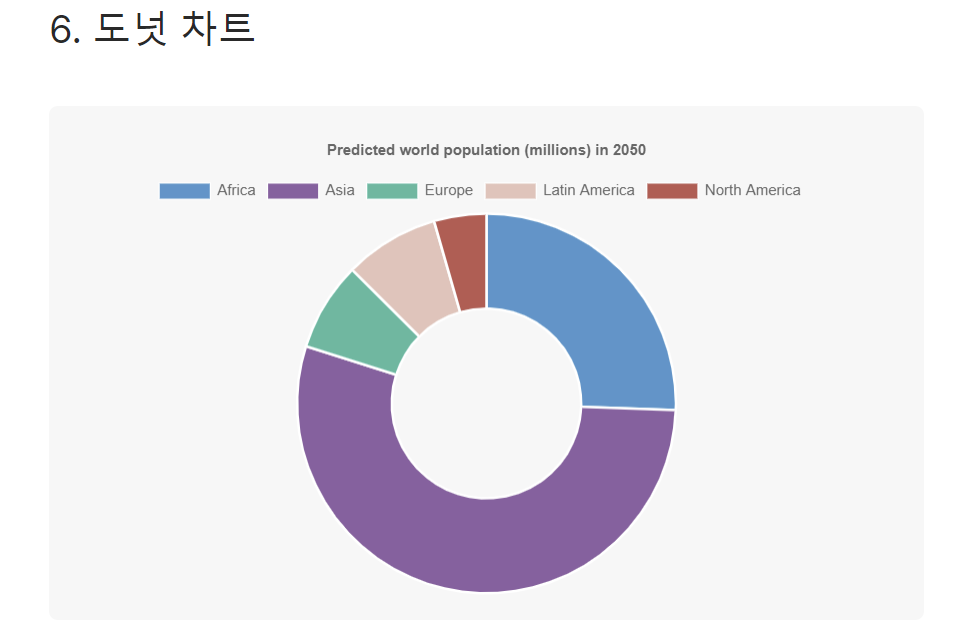 6. 도넛 차트
Predicted world population (millions) in 2050
Africa Asia Europe Latin America North America